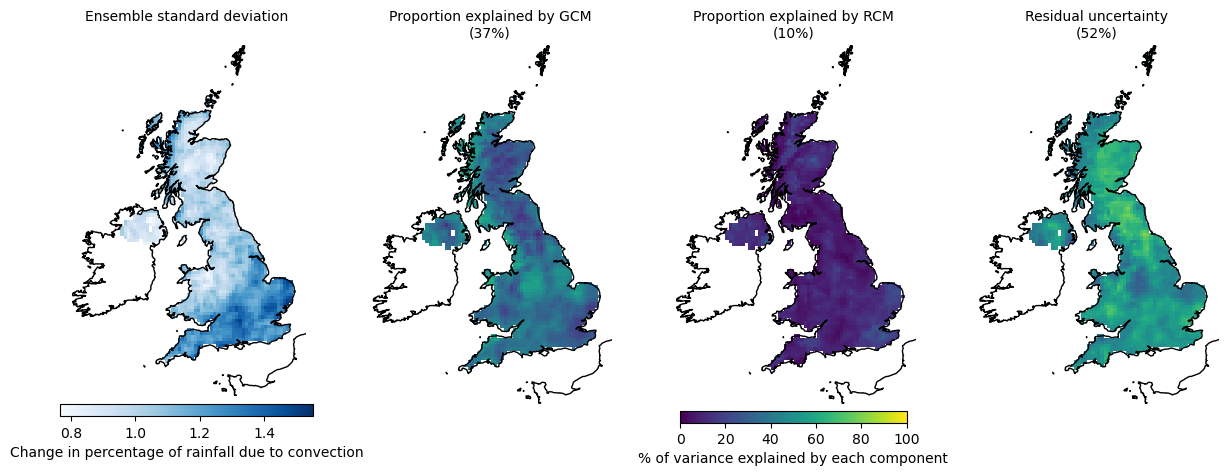 Ensemble standard deviation
Proportion explained by GCM
(37%)
Proportion explained by RCM
(10%)
Residual uncertainty
(52%)
0.8 1.0 1.2 1.4
Change in percentage of rainfall due to convection
0 20 40 60 80 100
% of variance explained by each component